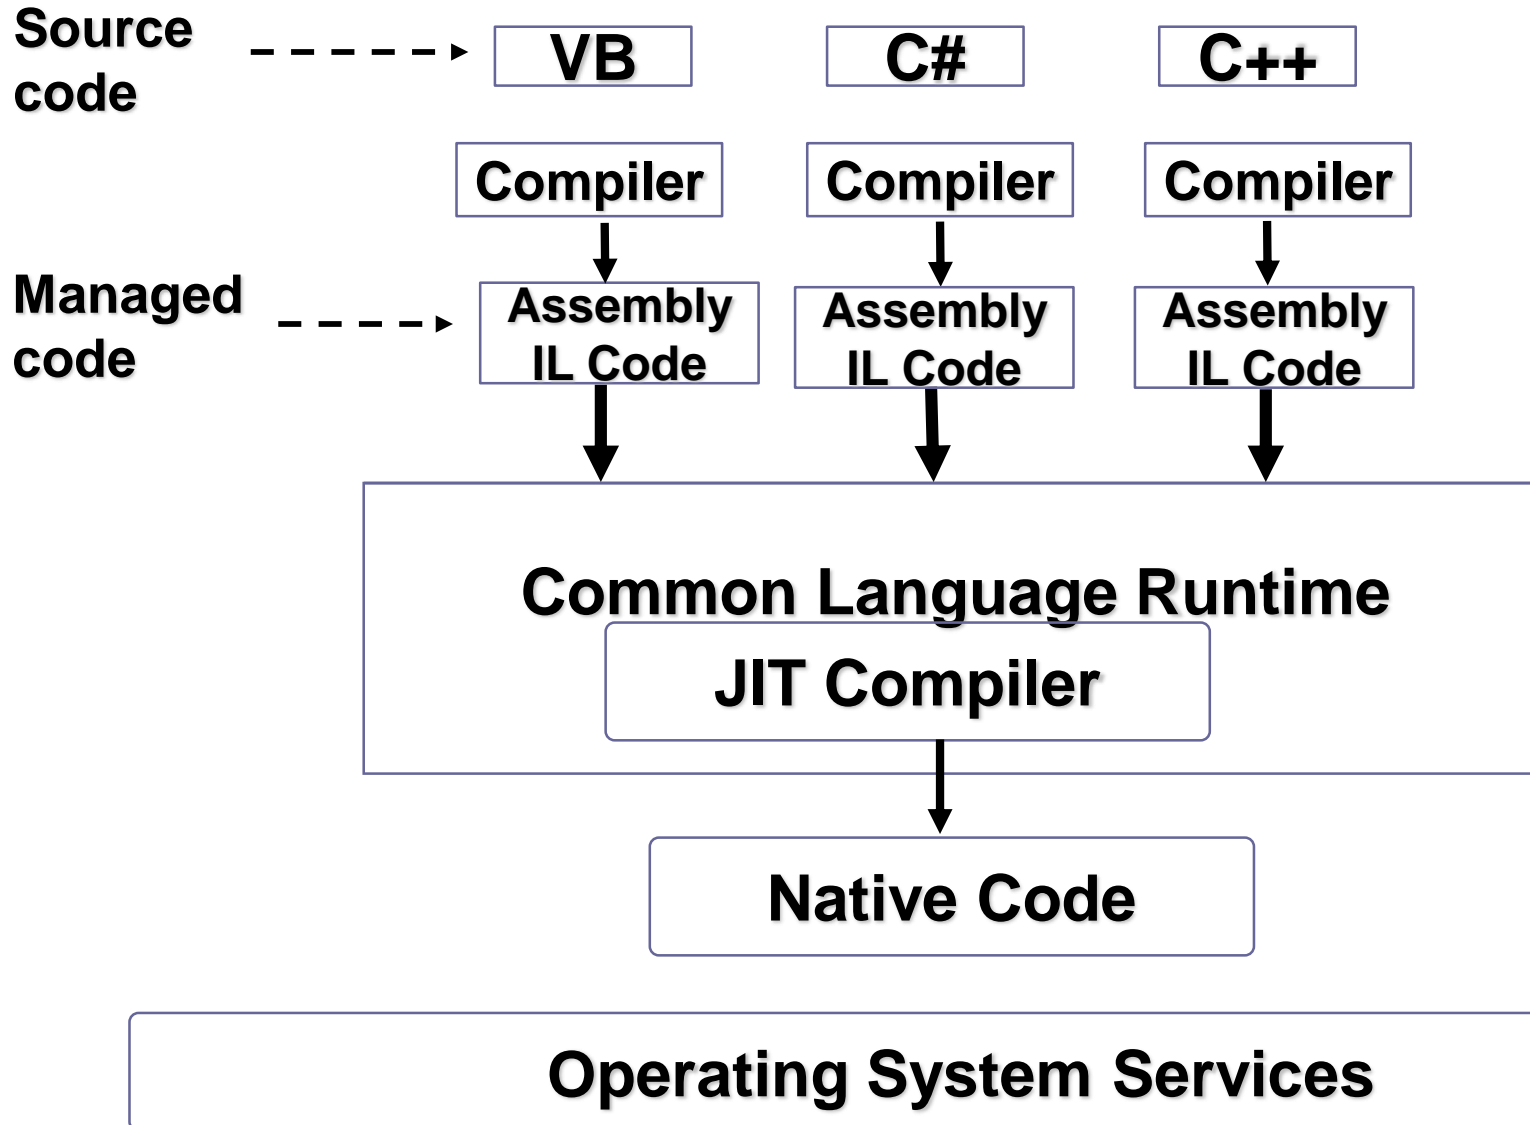 Source
code
VB
C#
C++
Compiler
Compiler
Compiler
Managed
code
Assembly
IL Code
Assembly
IL Code
Assembly
IL Code
Common Language Runtime
JIT Compiler
Native Code
Operating System Services